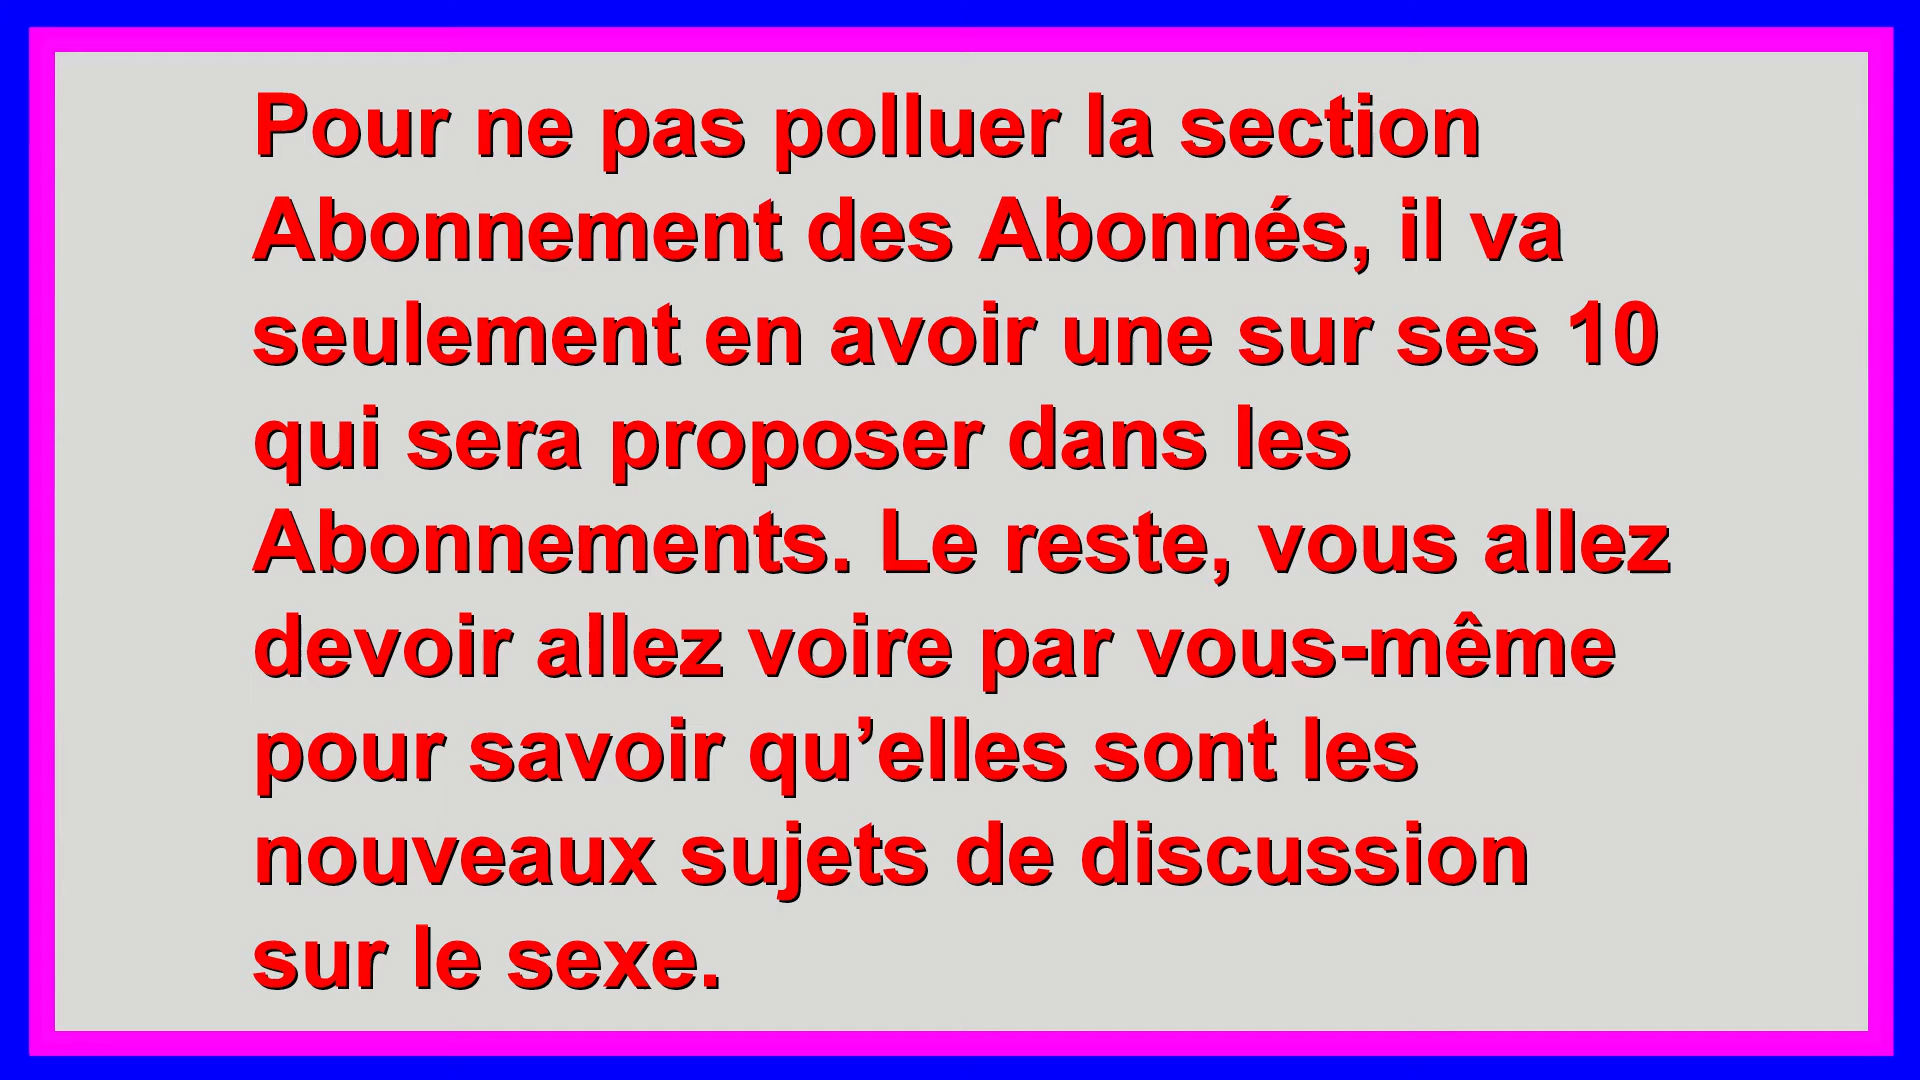 Pour ne pas polluer la section
Abonnement des Abonnés, il va
seulement en avoir une sur ses 10
qui sera proposer dans les
Abonnements. Le reste, vous allez
devoir allez voire par vous-même
pour savoir qu’elles sont les
nouveaux sujets de discussion
sur le sexe.